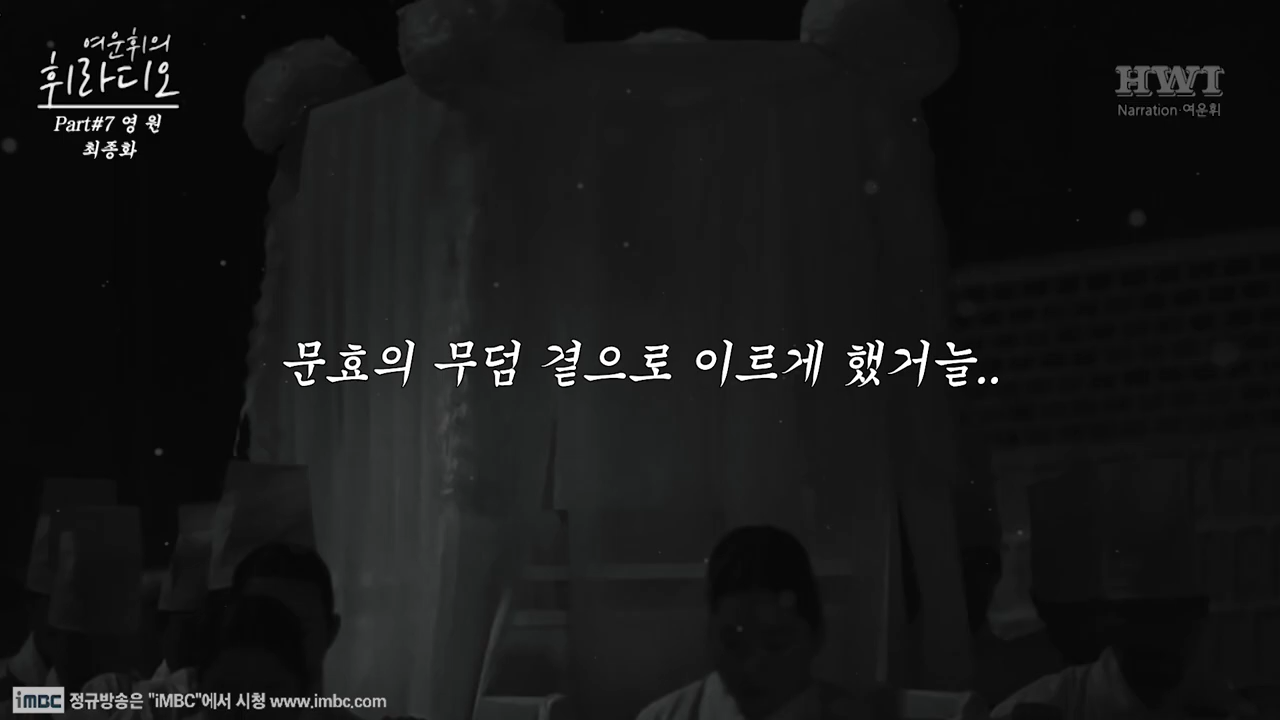 여운휘의
휘라디오
Part#7 영 원
최종화
HWI
Narration·여운휘
문효의 무덤 곁으로 이르게 했거늘..
iMBC 정규방송은 "iMBC"에서 시청 www.imbc.com